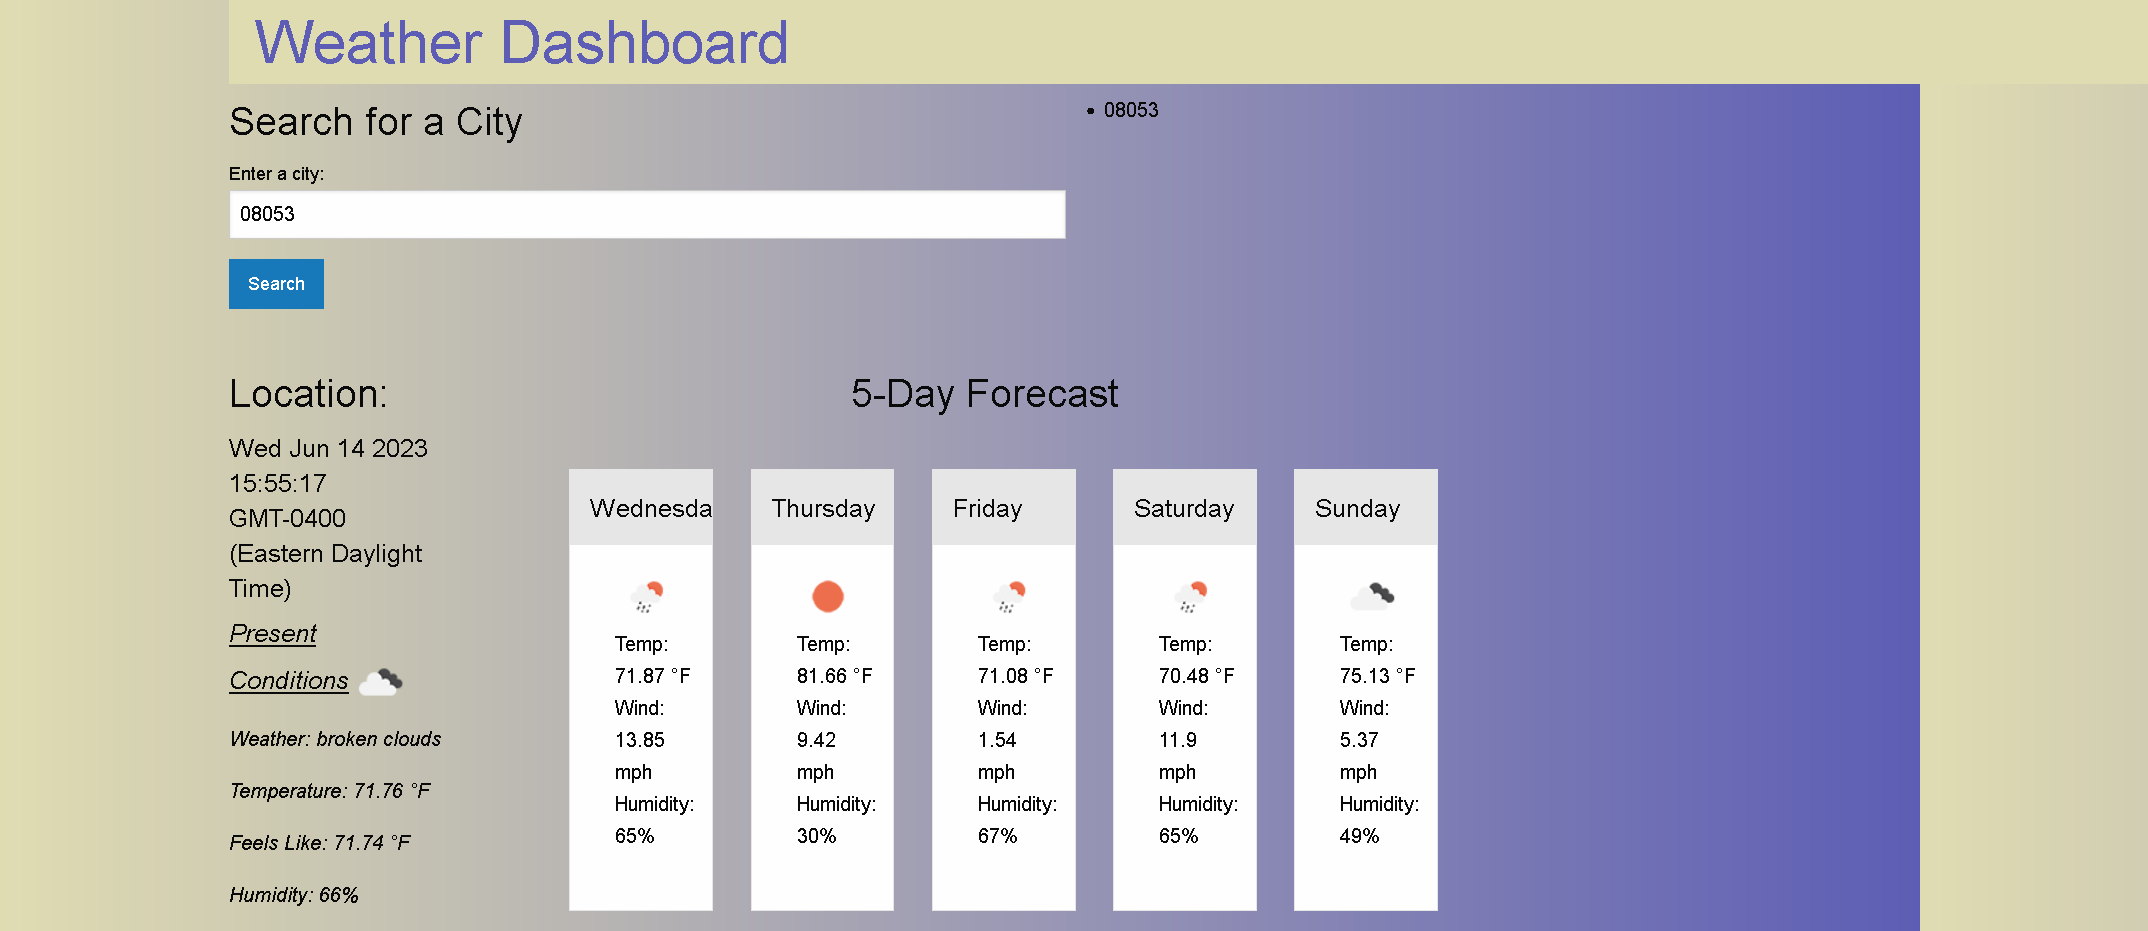 Weather Dashboard
Search for a City
Enter a city:
08053
Search
08053
Location:
Wed Jun 14 2023
15:55:17
GMT-0400
(Eastern Daylight
Time)
Present
Conditions
Weather: broken clouds
Temperature: 71.76 °F
Feels Like: 71.74 °F
Humidity: 66%
5-Day Forecast
Wednesda
Temp:
71.87 °F
Wind:
13.85
mph
Humidity:
65%
Thursday
Temp:
81.66 °F
Wind:
9.42
mph
Humidity:
30%
Friday
Temp:
71.08 °F
Wind:
1.54
mph
Humidity:
67%
Saturday
Temp:
70.48 °F
Wind:
11.9
mph
Humidity:
65%
Sunday
Temp:
75.13 °F
Wind:
5.37
mph
Humidity:
49%